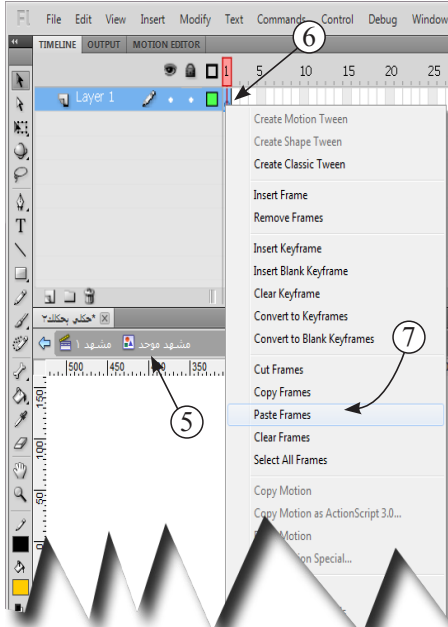 Fl File Edit View Insert Modify Text Commands Control Debug Window
TIMELINE OUTPUT MOTION EDITOR
6
1 5 10 15 20 25
Layer 1
Create Motion Tween
Create Shape Tween
Create Classic Tween
Insert Frame
Remove Frames
Insert Keyframe
Insert Blank Keyframe
Clear Keyframe
Convert to Keyframes
Convert to Blank Keyframes
7
مشهد ١ مشهد موحد
500 450 400 350
Cut Frames
Copy Frames
Paste Frames
5
Clear Frames
Select All Frames
Copy Motion
Copy Motion as ActionScript 3.0...
Motion
Special...